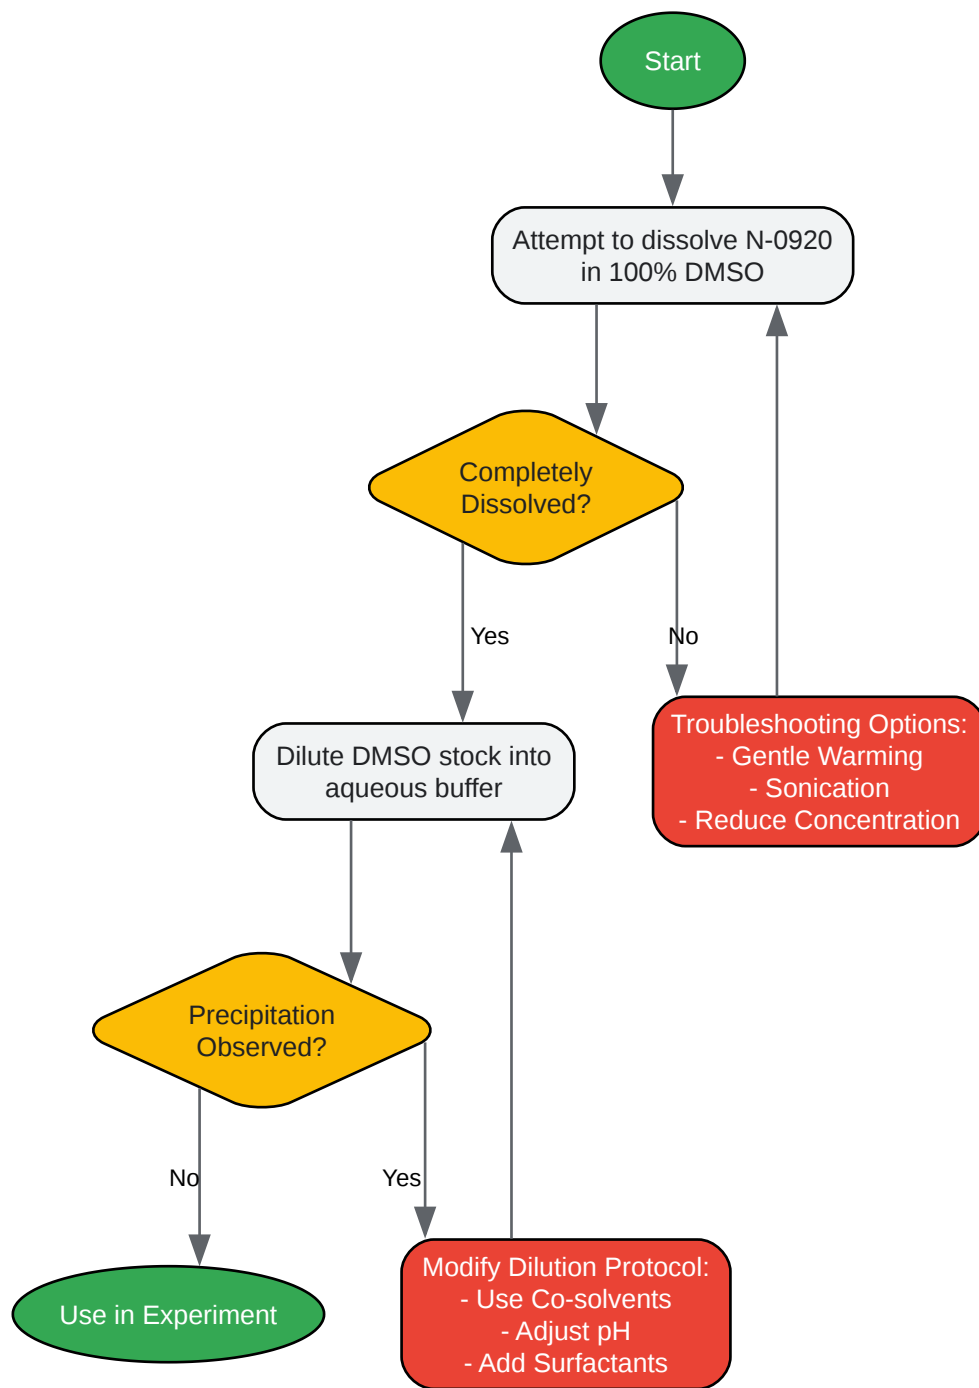 Start
Attempt to dissolve N-0920
in 100% DMSO
Completely
Dissolved?
Yes
No
Troubleshooting Options:
- Gentle Warming
- Sonication
- Reduce Concentration
Dilute DMSO stock into
aqueous buffer
Precipitation
Observed?
No
Yes
Modify Dilution Protocol:
- Use Co-solvents
- Adjust pH
- Add Surfactants
Use in Experiment